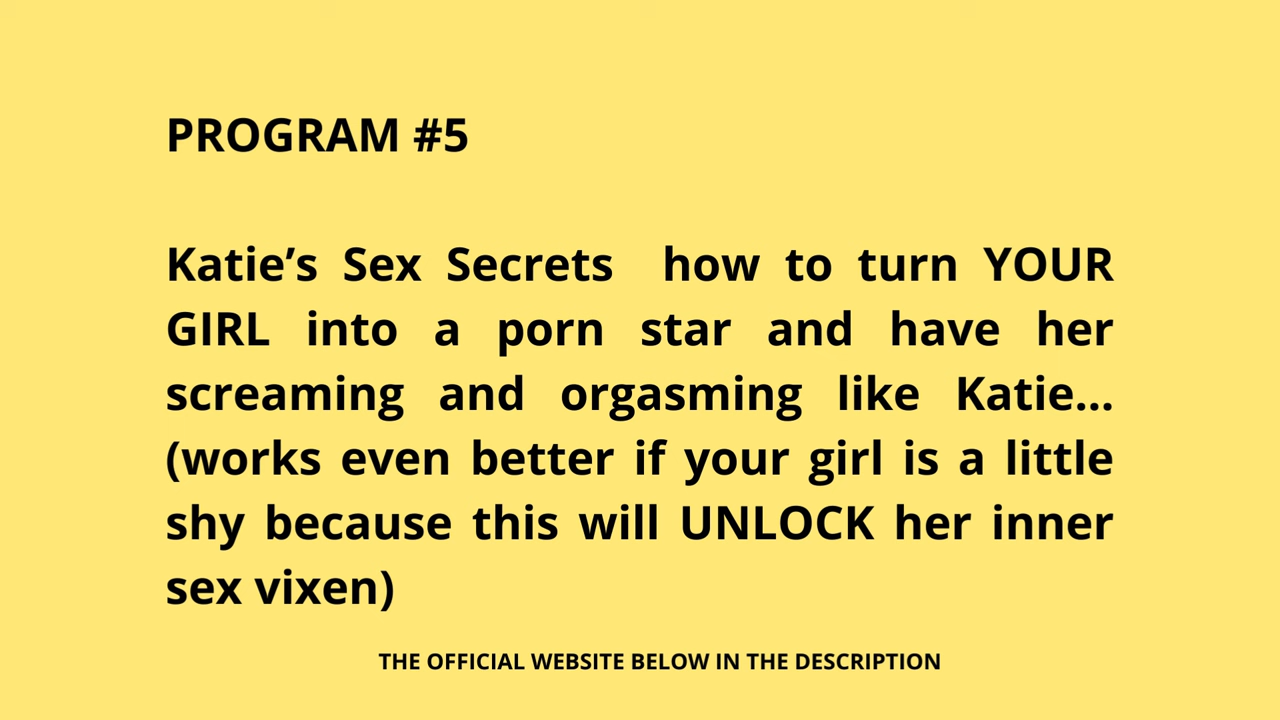 PROGRAM #5
Katie’s Sex Secrets how to turn YOUR
GIRL into a porn star and have her
screaming and orgasming like Katie...
(works even better if your girl is a little
shy because this will UNLOCK her inner
sex vixen)
THE OFFICIAL WEBSITE BELOW IN THE DESCRIPTION